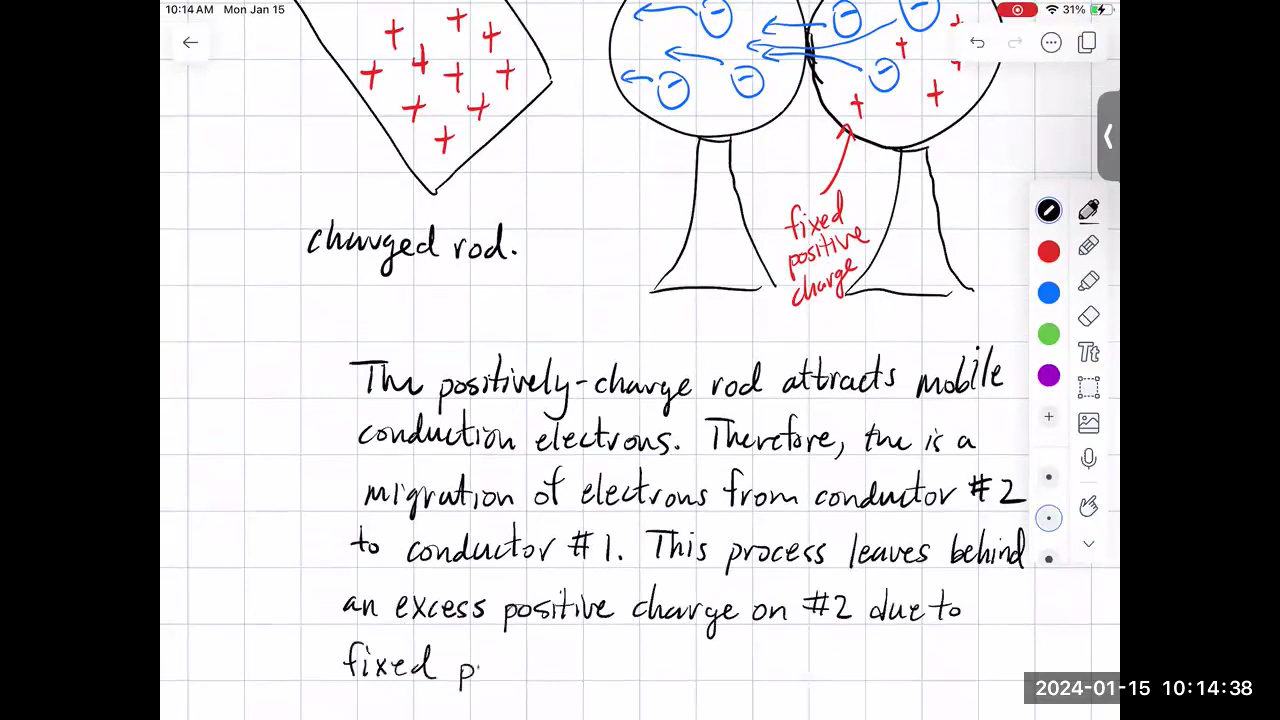 10:14 AM Mon Jan 15
31%
charged rod.
fixed
positive
charge
Tt
The positively-charge rod attracts mobile
conduction electrons. Therefore, the is a
migration of electrons from conductor #2
to conductor #1. This process leaves behind
an excess positive charge on #2 due to
fixed p
2024-01-15 10:14:38